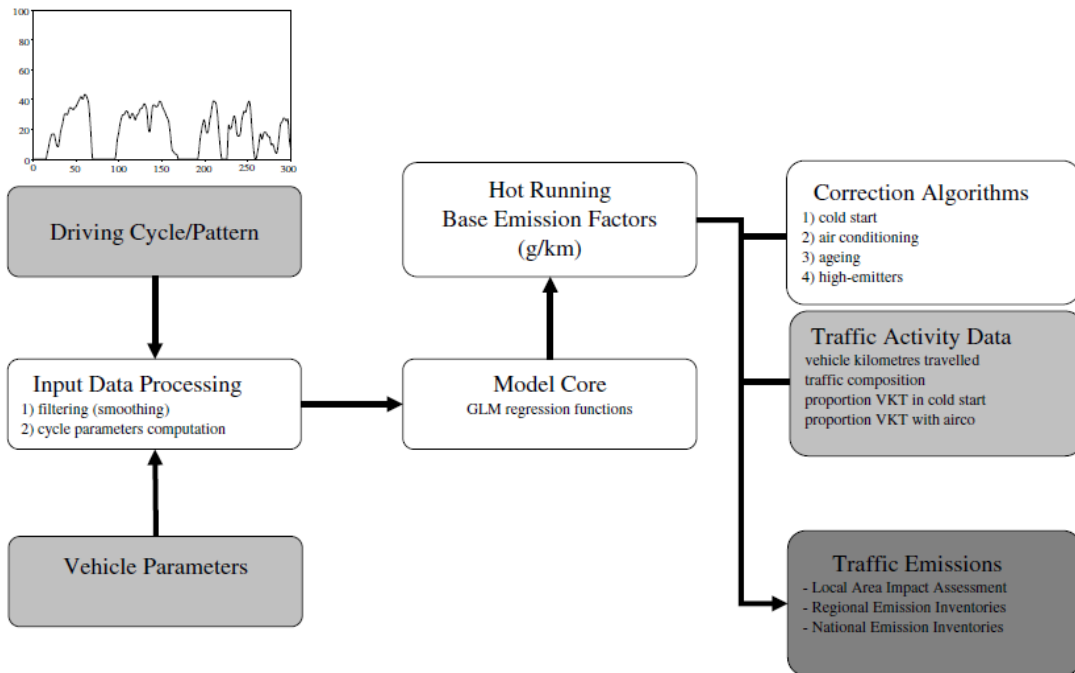 100
80
60
40
20
0
0
50
100
150
200
250
300
Driving Cycle/Pattern
Input Data Processing
1) filtering (smoothing)
2) cycle parameters computation
Vehicle Parameters
Hot Running
Base Emission Factors
(g/km)
Model Core
GLM regression functions
Correction Algorithms
1) cold start
2) air conditioning
3) ageing
4) high-emitters
Traffic Activity Data
vehicle kilometres travelled
traffic composition
proportion VKT in cold start
proportion VKT with airco
Traffic Emissions
- Local Area Impact Assessment
- Regional Emission Inventories
- National Emission Inventories